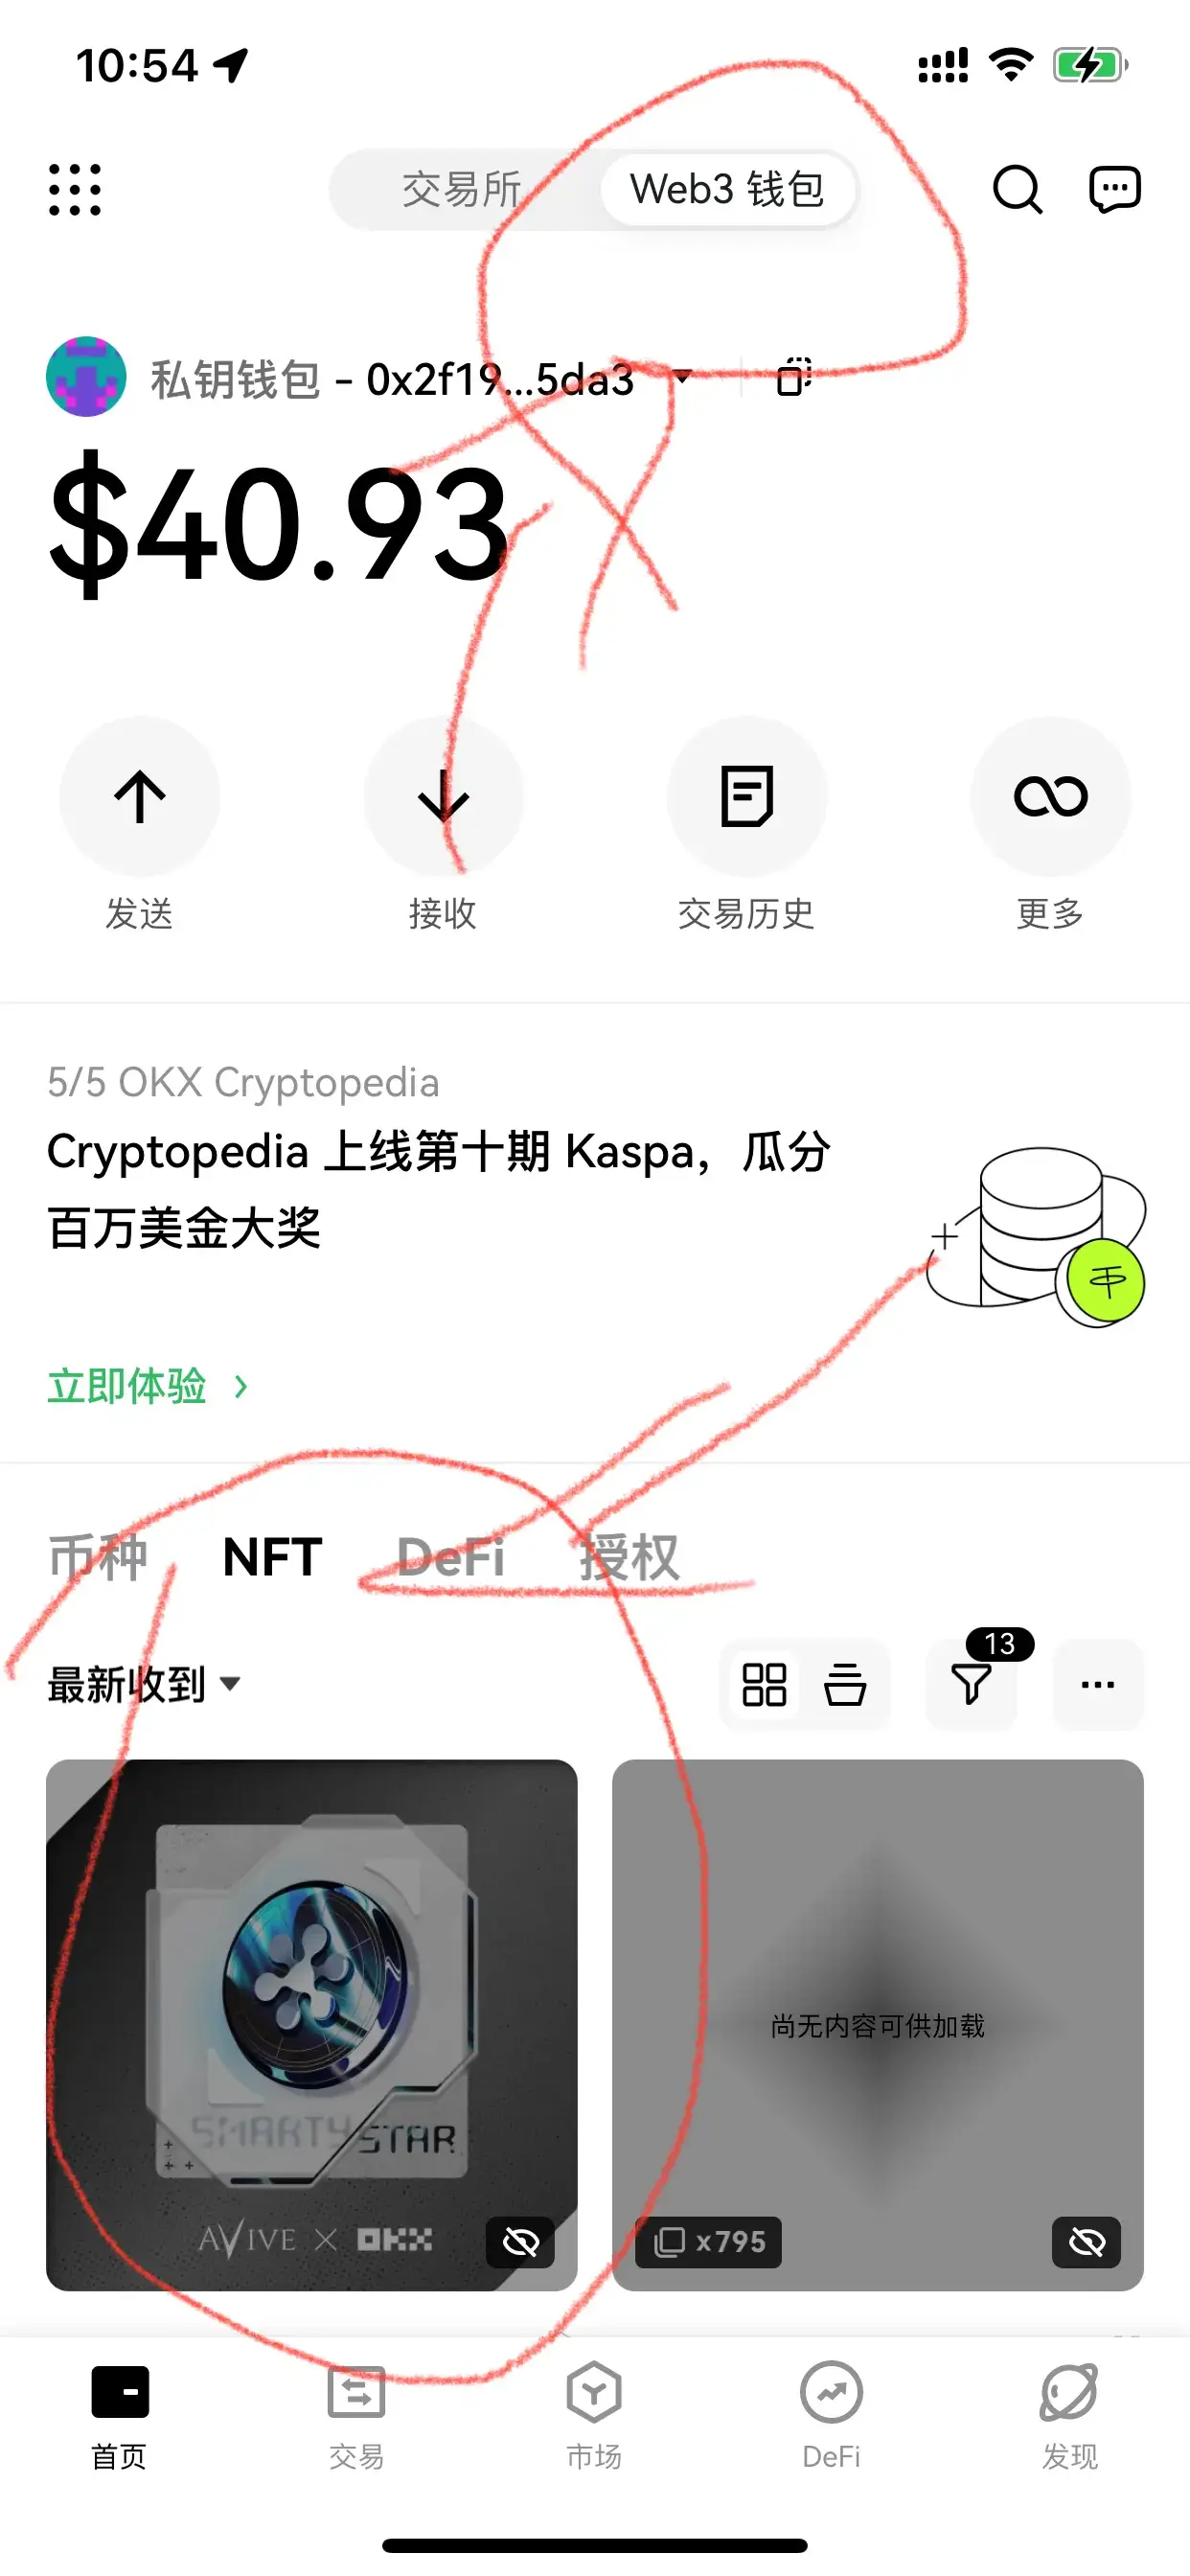 10:54
交易所 Web3 钱包
私钥钱包 - 0x2f19...5da3
$40.93
发送 接收 交易历史 更多
5/5 OKX Cryptopedia
Cryptopedia 上线第十期 Kaspa，瓜分
百万美金大奖
立即体验
币种 NFT DeFi 授权
13
最新收到
尚无内容可供加载
SMARTY STAR
AVIVE X OKX
x795
首页 交易 市场 DeFi 发现